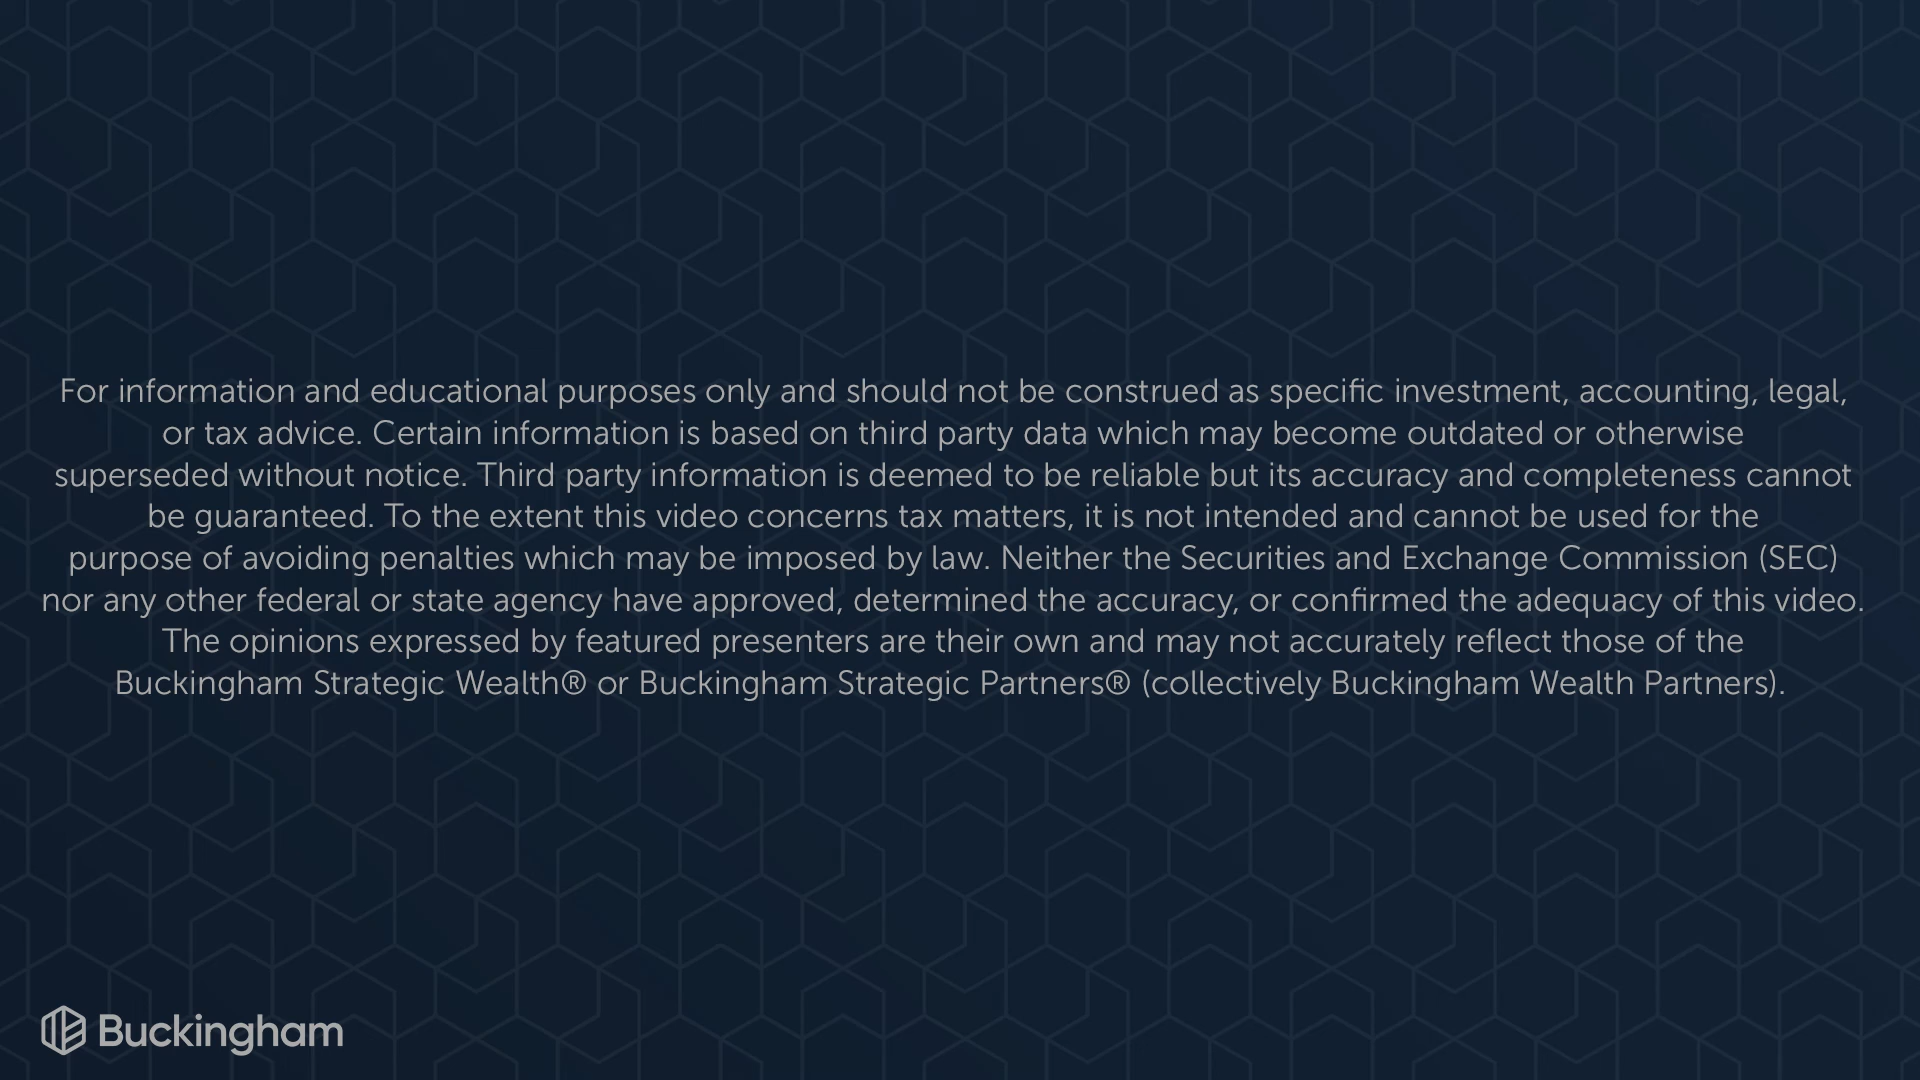 For information and educational purposes only and should not be construed as specific investment, accounting, legal,
or tax advice. Certain information is based on third party data which may become outdated or otherwise
superseded without notice. Third party information is deemed to be reliable but its accuracy and completeness cannot
be guaranteed. To the extent this video concerns tax matters, it is not intended and cannot be used for the
purpose of avoiding penalties which may be imposed by law. Neither the Securities and Exchange Commission (SEC)
nor any other federal or state agency have approved, determined the accuracy, or confirmed the adequacy of this video.
The opinions expressed by featured presenters are their own and may not accurately reflect those of the
Buckingham Strategic Wealth® or Buckingham Strategic Partners® (collectively Buckingham Wealth Partners).
Buckingham